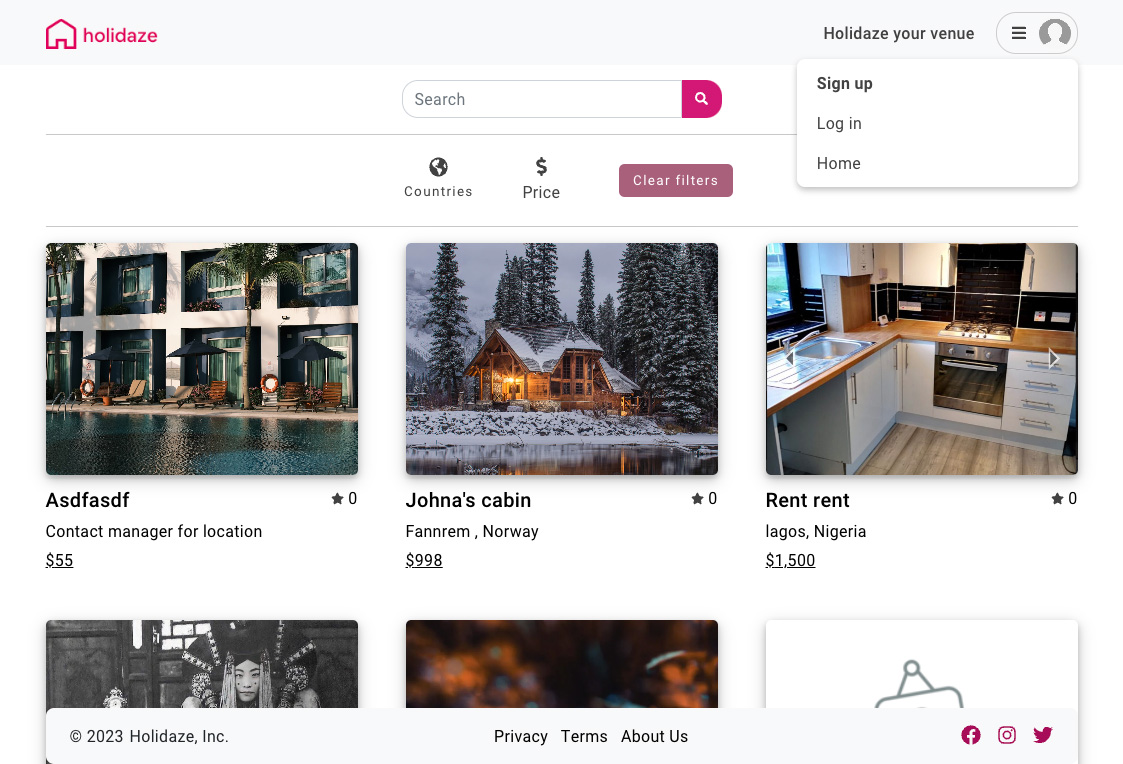 holidaze
Holidaze your venue
Sign up
Log in
Home
Search
Countries
Price
Clear filters
Asdfasdf
0
Contact manager for location
$55
Johna's cabin
0
Fannrem , Norway
$998
Rent rent
0
lagos, Nigeria
$1,500
© 2023 Holidaze, Inc.
Privacy Terms About Us